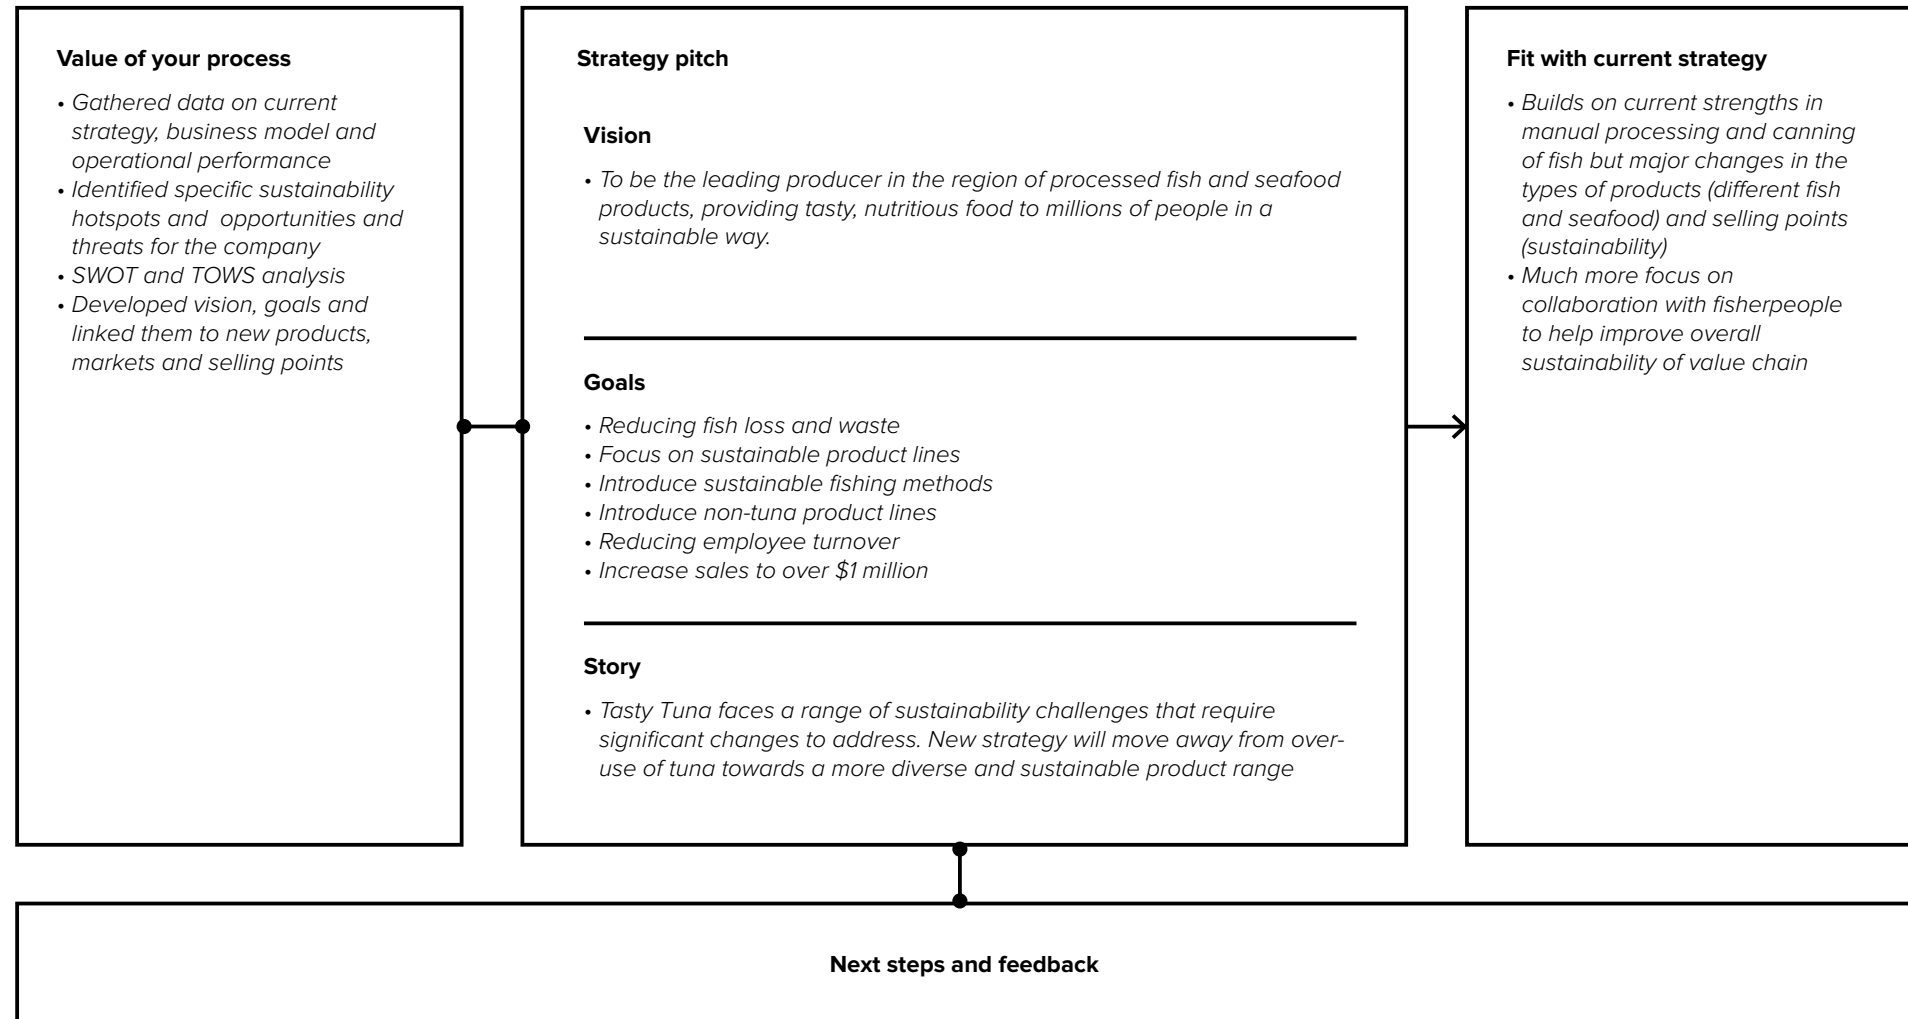 Value of your process
• Gathered data on current
strategy, business model and
operational performance
• Identified specific sustainability
hotspots and  opportunities and
threats for the company
• SWOT and TOWS analysis
• Developed vision, goals and
linked them to new products,
markets and selling points
Strategy pitch
Vision
• To be the leading producer in the region of processed fish and seafood
products, providing tasty, nutritious food to millions of people in a
sustainable way.
Goals
• Reducing fish loss and waste
• Focus on sustainable product lines
• Introduce sustainable fishing methods
• Introduce non-tuna product lines
• Reducing employee turnover
• Increase sales to over $1 million
Story
• Tasty Tuna faces a range of sustainability challenges that require
significant changes to address. New strategy will move away from over-
use of tuna towards a more diverse and sustainable product range
Fit with current strategy
• Builds on current strengths in
manual processing and canning
of fish but major changes in the
types of products (different fish
and seafood) and selling points
(sustainability)
• Much more focus on
collaboration with fisherpeople
to help improve overall
sustainability of value chain
Next steps and feedback